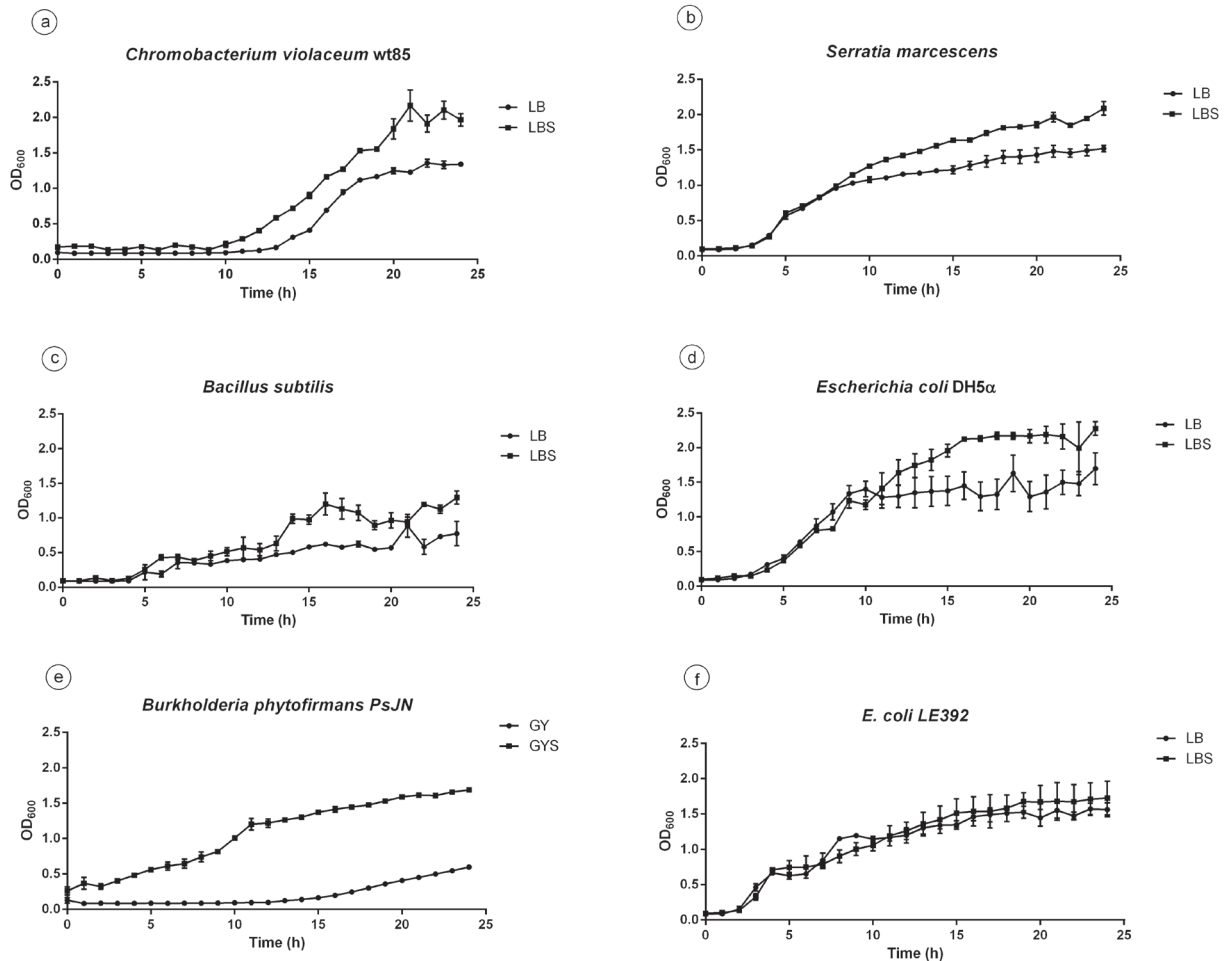 a
Chromobacterium violaceum wt85
2.5
2.0
1.5
1.0
0.5
0.0
OD600
0 5 10 15 20 25
Time (h)
LB
LBS
b
Serratia marcescens
2.5
2.0
1.5
1.0
0.5
0.0
OD600
0 5 10 15 20 25
Time (h)
LB
LBS
c
Bacillus subtilis
2.5
2.0
1.5
1.0
0.5
0.0
OD600
0 5 10 15 20 25
Time (h)
LB
LBS
d
Escherichia coli DH5α
2.5
2.0
1.5
1.0
0.5
0.0
OD600
0 5 10 15 20 25
Time (h)
LB
LBS
e
Burkholderia phytofirmans PsJN
2.5
2.0
1.5
1.0
0.5
0.0
OD600
0 5 10 15 20 25
Time (h)
GY
GYS
f
E. coli LE392
2.5
2.0
1.5
1.0
0.5
0.0
OD600
0 5 10 15 20 25
Time (h)
LB
LBS